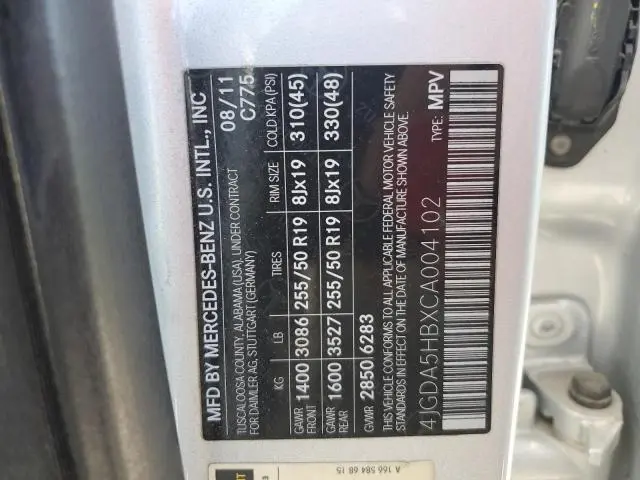 MFD BY MERCEDES-BENZ U.S. INTL., INC
TUSCALOOSA COUNTY, ALABAMA (USA), UNDER CONTRACT 08/11
FOR DAIMLER AG, STUTTGART (GERMANY) C775
KG LB TIRES RIM SIZE COLD KPA (PSI)
GAWR 1400 3086 255/50 R19 8Jx19 310(45)
FRONT
GAWR 1600 3527 255/50 R19 8Jx19 330(48)
REAR
GVWR 2850 6283
THIS VEHICLE CONFORMS TO ALL APPLICABLE FEDERAL MOTOR VEHICLE SAFETY
STANDARDS IN EFFECT ON THE DATE OF MANUFACTURE SHOWN ABOVE.
4JGDA5HBXCA004102 TYPE: MPV
A 166 584 68 15